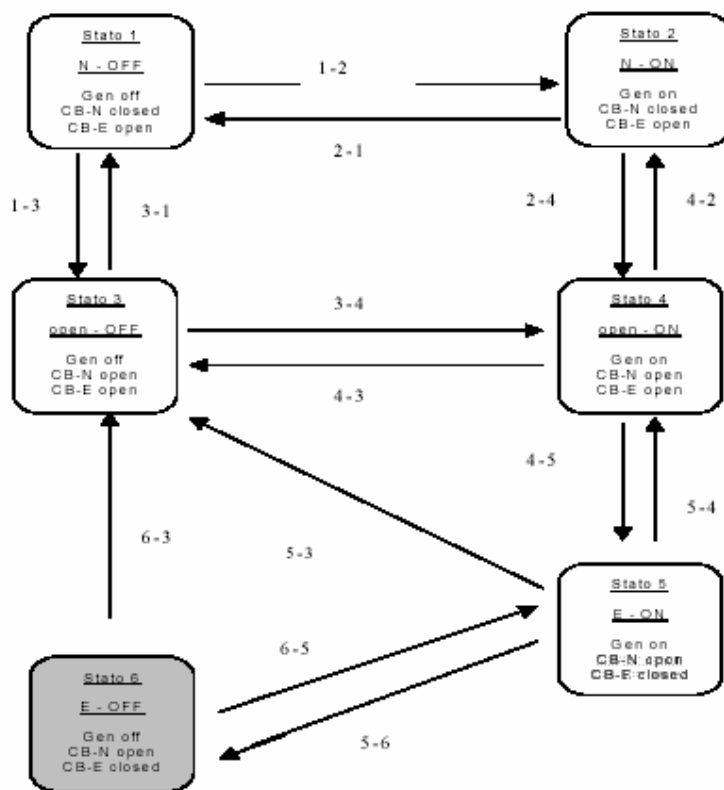 Stato 1
N - OFF
Gen off
CB-N closed
CB-E open
1 - 2
Stato 2
N - ON
Gen on
CB-N closed
CB-E open
2 - 1
1 - 3
3 - 1
2 - 4
4 - 2
Stato 3
open - OFF
Gen off
CB-N open
CB-E open
3 - 4
Stato 4
open - ON
Gen on
CB-N open
CB-E open
4 - 3
4 - 5
5 - 4
6 - 3
5 - 3
Stato 5
E - ON
Gen on
CB-N open
CB-E closed
6 - 5
Stato 6
E - OFF
Gen off
CB-N open
CB-E closed
5 - 6